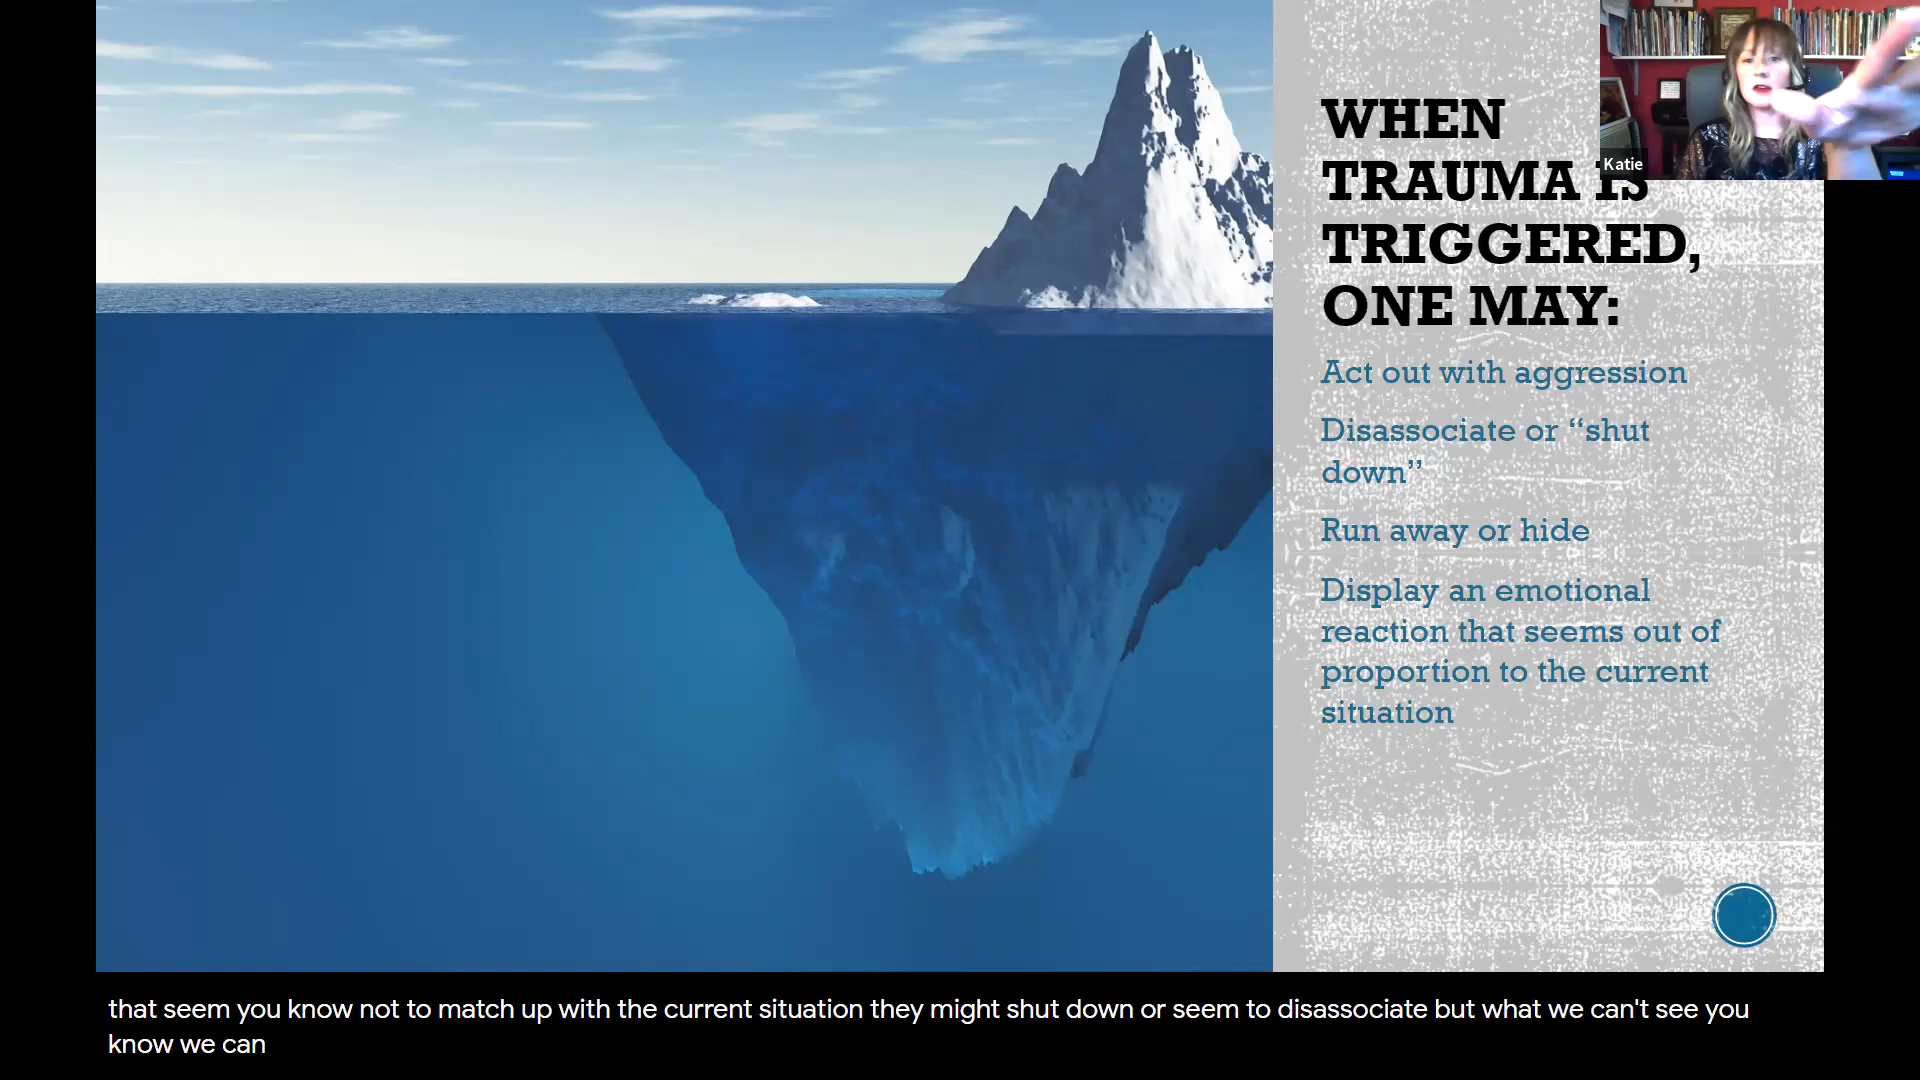 WHEN
TRAUMA IS
TRIGGERED,
ONE MAY:
Act out with aggression
Disassociate or “shut
down”
Run away or hide
Display an emotional
reaction that seems out of
proportion to the current
situation
Katie
that seem you know not to match up with the current situation they might shut down or seem to disassociate but what we can't see you
know we can